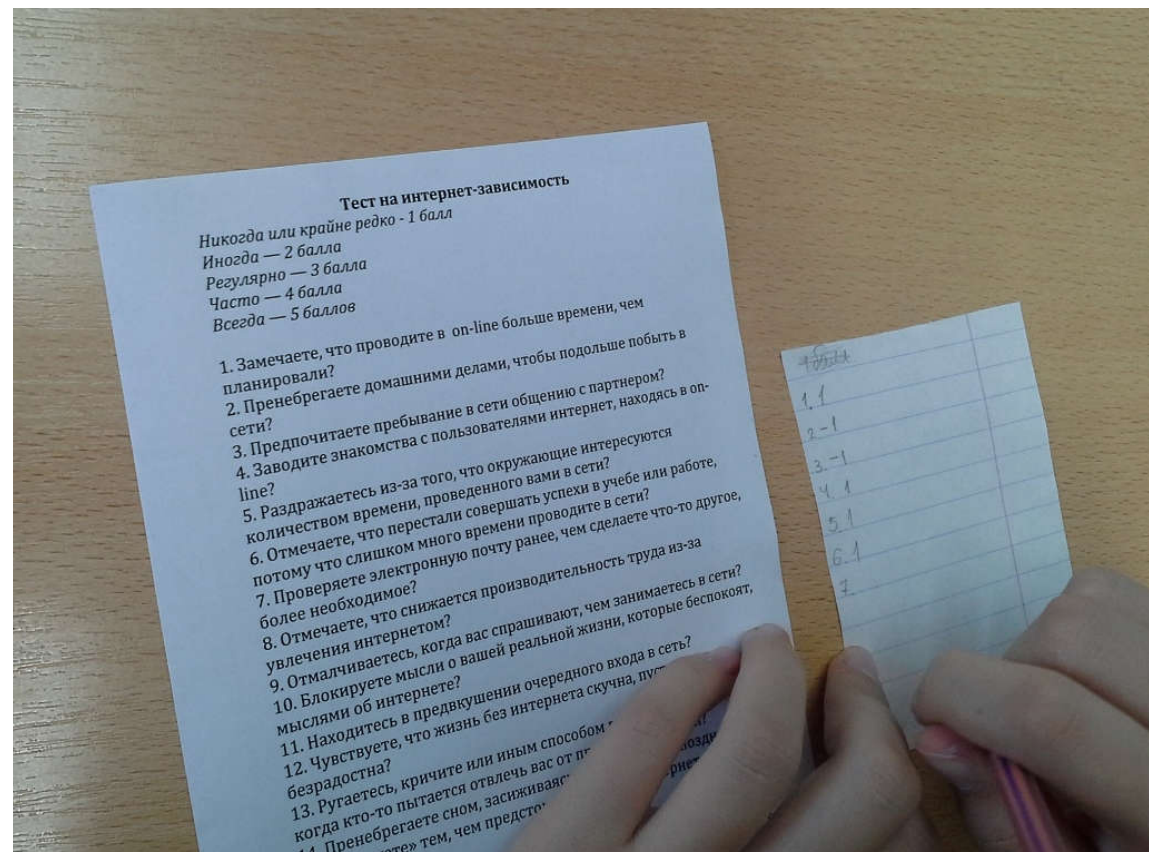 Тест на интернет-зависимость
Никогда или крайне редко - 1 балл
Иногда — 2 балла
Регулярно — 3 балла
Часто — 4 балла
Всегда — 5 баллов
1. Замечаете, что проводите в on-line больше времени, чем
планировали?
2. Пренебрегаете домашними делами, чтобы подольше побыть в
сети?
3. Предпочитаете пребывание в сети общению с партнером?
4. Заводите знакомства с пользователями интернет, находясь в on-
line?
5. Раздражаетесь из-за того, что окружающие интересуются
количеством времени, проведенного вами в сети?
6. Отмечаете, что перестали совершать успехи в учебе или работе,
потому что слишком много времени проводите в сети?
7. Проверяете электронную почту ранее, чем сделаете что-то другое,
более необходимое?
8. Отмечаете, что снижается производительность труда из-за
увлечения интернетом?
9. Отмалчиваетесь, когда вас спрашивают, чем занимаетесь в сети?
10. Блокируете мысли о вашей реальной жизни, которые беспокоят,
мыслями об интернете?
11. Находитесь в предвкушении очередного входа в сеть?
12. Чувствуете, что жизнь без интернета скучна,
безрадостна?
13. Ругаетесь, кричите или иным способом
когда кто-то пытается отвлечь вас от
14. Пренебрегаете сном,
тем, чем
1. 1
2 - 1
3. - 1
4. 1
5. 1
6. 1
7.